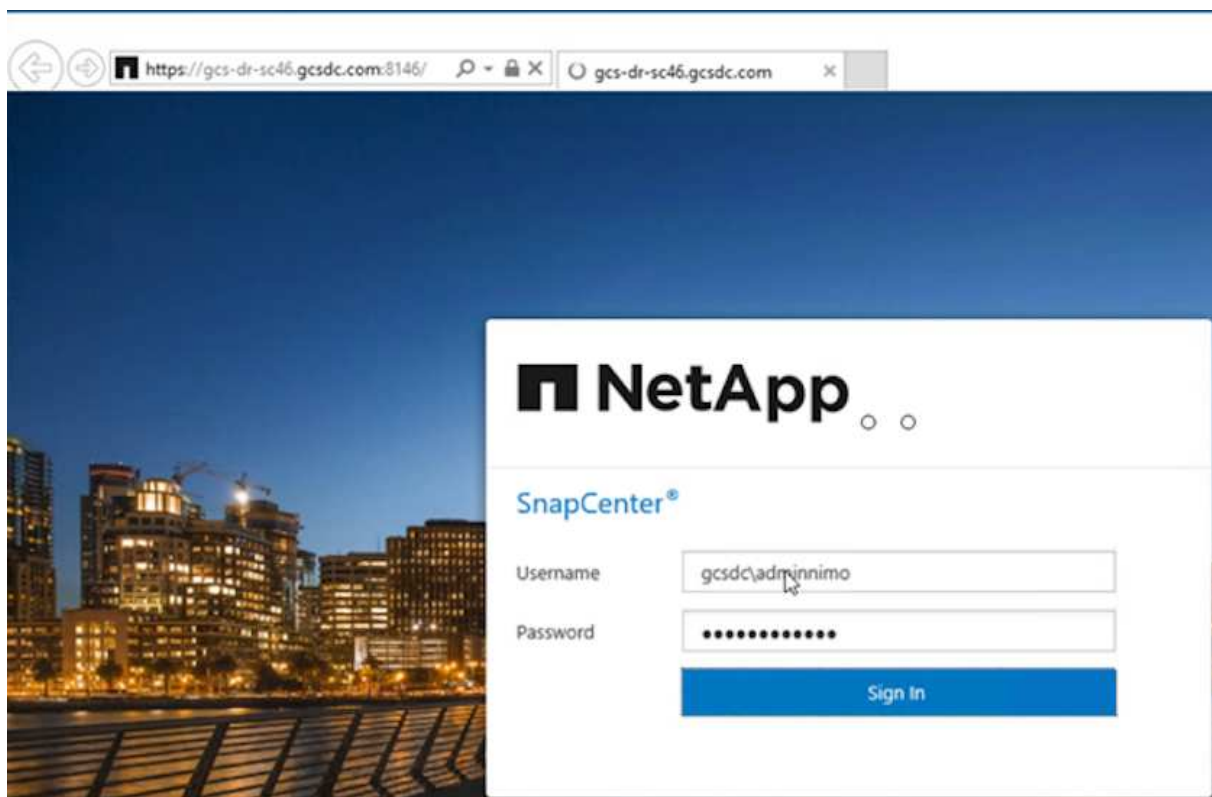 https://gcs-dr-sc46.gcsdc.com:8146/
gcs-dr-sc46.gcsdc.com
NetApp
SnapCenter®
Username gcsdc\adminnimo
Password ●●●●●●●●●●●●
Sign In